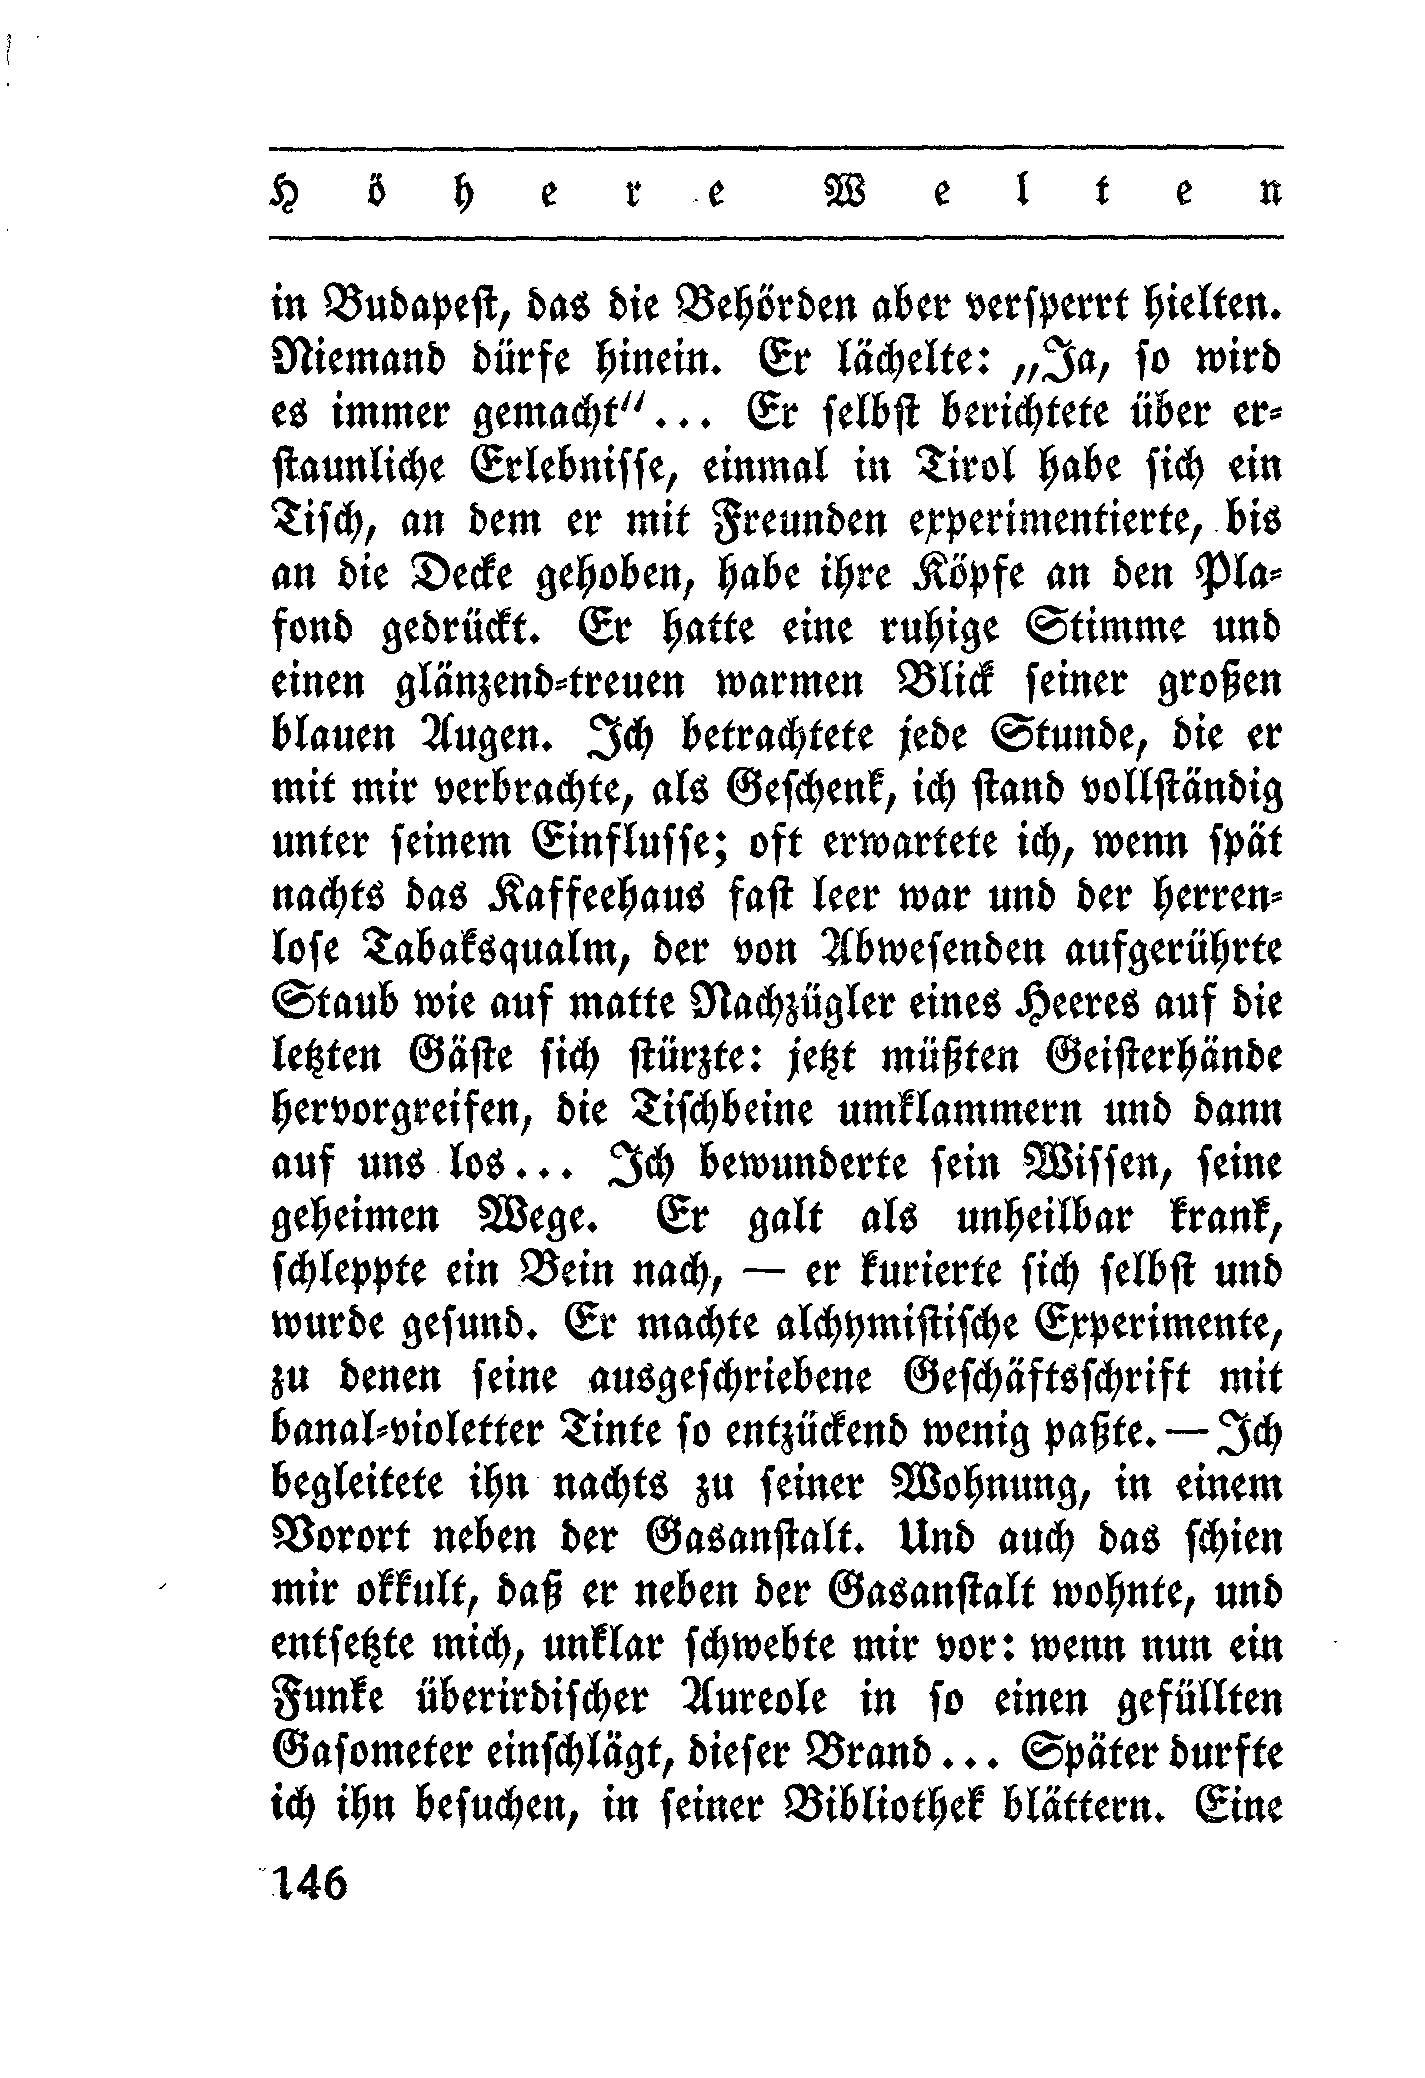 Höhere Welten
in Budapest, das die Behörden aber versperrt hielten.
Niemand dürfe hinein. Er lächelte: „Ja, so wird
es immer gemacht“... Er selbst berichtete über er-
staunliche Erlebnisse, einmal in Tirol habe sich ein
Tisch, an dem er mit Freunden experimentierte, bis
an die Decke gehoben, habe ihre Köpfe an den Pla-
fond gedrückt. Er hatte eine ruhige Stimme und
einen glänzend-treuen warmen Blick seiner großen
blauen Augen. Ich betrachtete jede Stunde, die er
mit mir verbrachte, als Geschenk, ich stand vollständig
unter seinem Einflusse; oft erwartete ich, wenn spät
nachts das Kaffeehaus fast leer war und der herren-
lose Tabaksqualm, der von Abwesenden aufgerührte
Staub wie auf matte Nachzügler eines Heeres auf die
letzten Gäste sich stürzte: jetzt müßten Geisterhände
hervorgreifen, die Tischbeine umklammern und dann
auf uns los... Ich bewunderte sein Wissen, seine
geheimen Wege. Er galt als unheilbar krank,
schleppte ein Bein nach, — er kurierte sich selbst und
wurde gesund. Er machte alchymistische Experimente,
zu denen seine ausgeschriebene Geschäftsschrift mit
banal-violetter Tinte so entzückend wenig paßte. — Ich
begleitete ihn nachts zu seiner Wohnung, in einem
Vorort neben der Gasanstalt. Und auch das schien
mir okkult, daß er neben der Gasanstalt wohnte, und
entsetzte mich, unklar schwebte mir vor: wenn nun ein
Funke überirdischer Aureole in so einen gefüllten
Gasometer einschlägt, dieser Brand... Später durfte
ich ihn besuchen, in seiner Bibliothek blättern. Eine
146